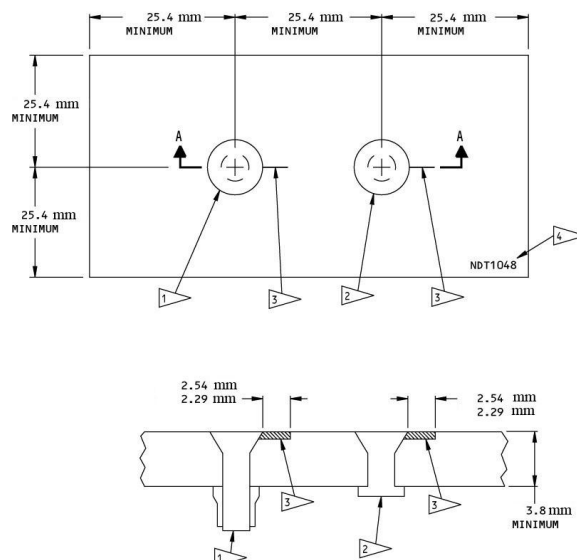 25.4 mm
MINIMUM
25.4 mm
MINIMUM
25.4 mm
MINIMUM
25.4 mm
MINIMUM
A
A
25.4 mm
MINIMUM
NDT1048
4
1
3
2
3
2.54 mm
2.29 mm
2.54 mm
2.29 mm
3
3
3.8 mm
MINIMUM
1
2